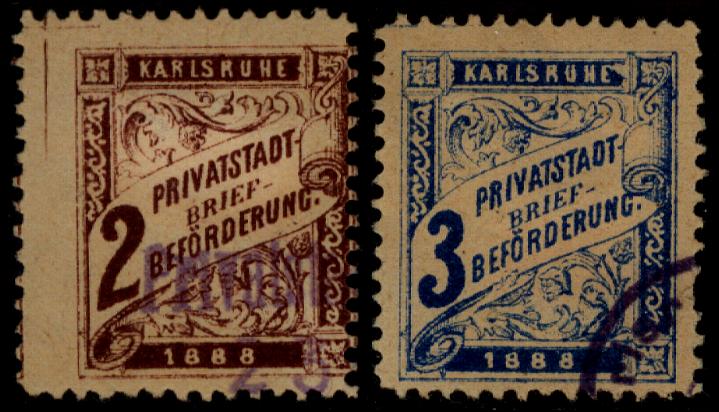 KARLSRUHE
2 PRIVATSTADT-
BRIEF-
BEFÖRDERUNG.
1888
KARLSRUHE
3 PRIVATSTADT-
BRIEF-
BEFÖRDERUNG.
1888